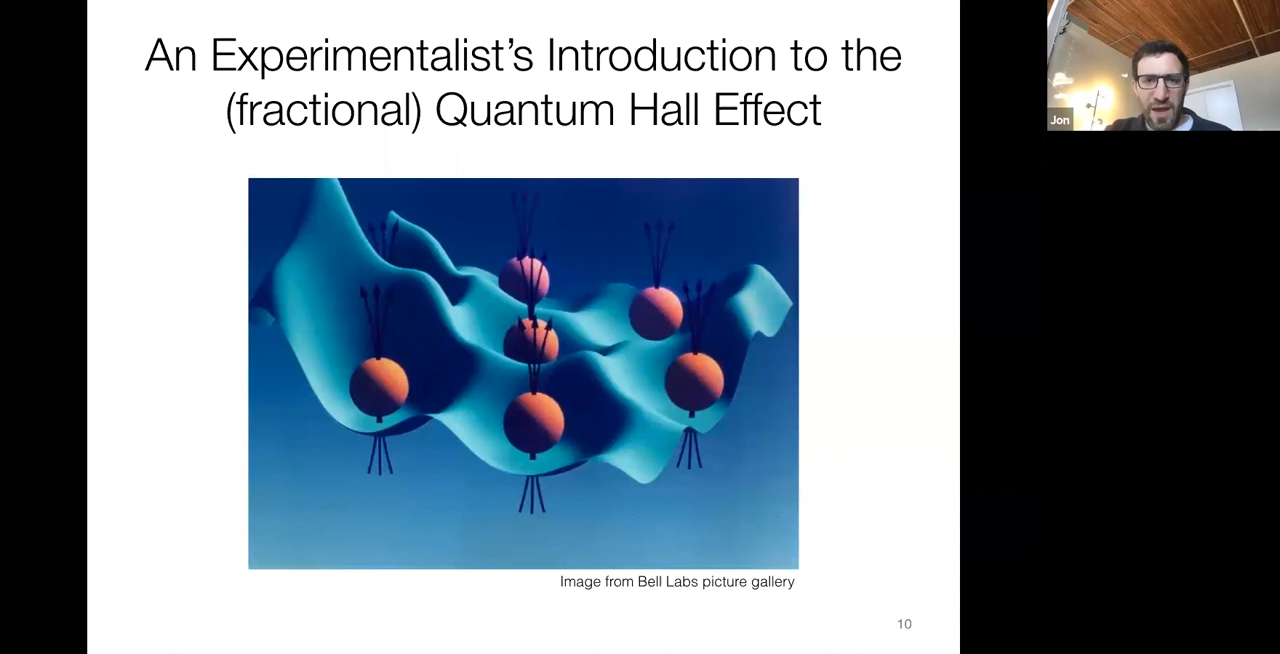 An Experimentalist's Introduction to the
(fractional) Quantum Hall Effect
Jon
Image from Bell Labs picture gallery
10